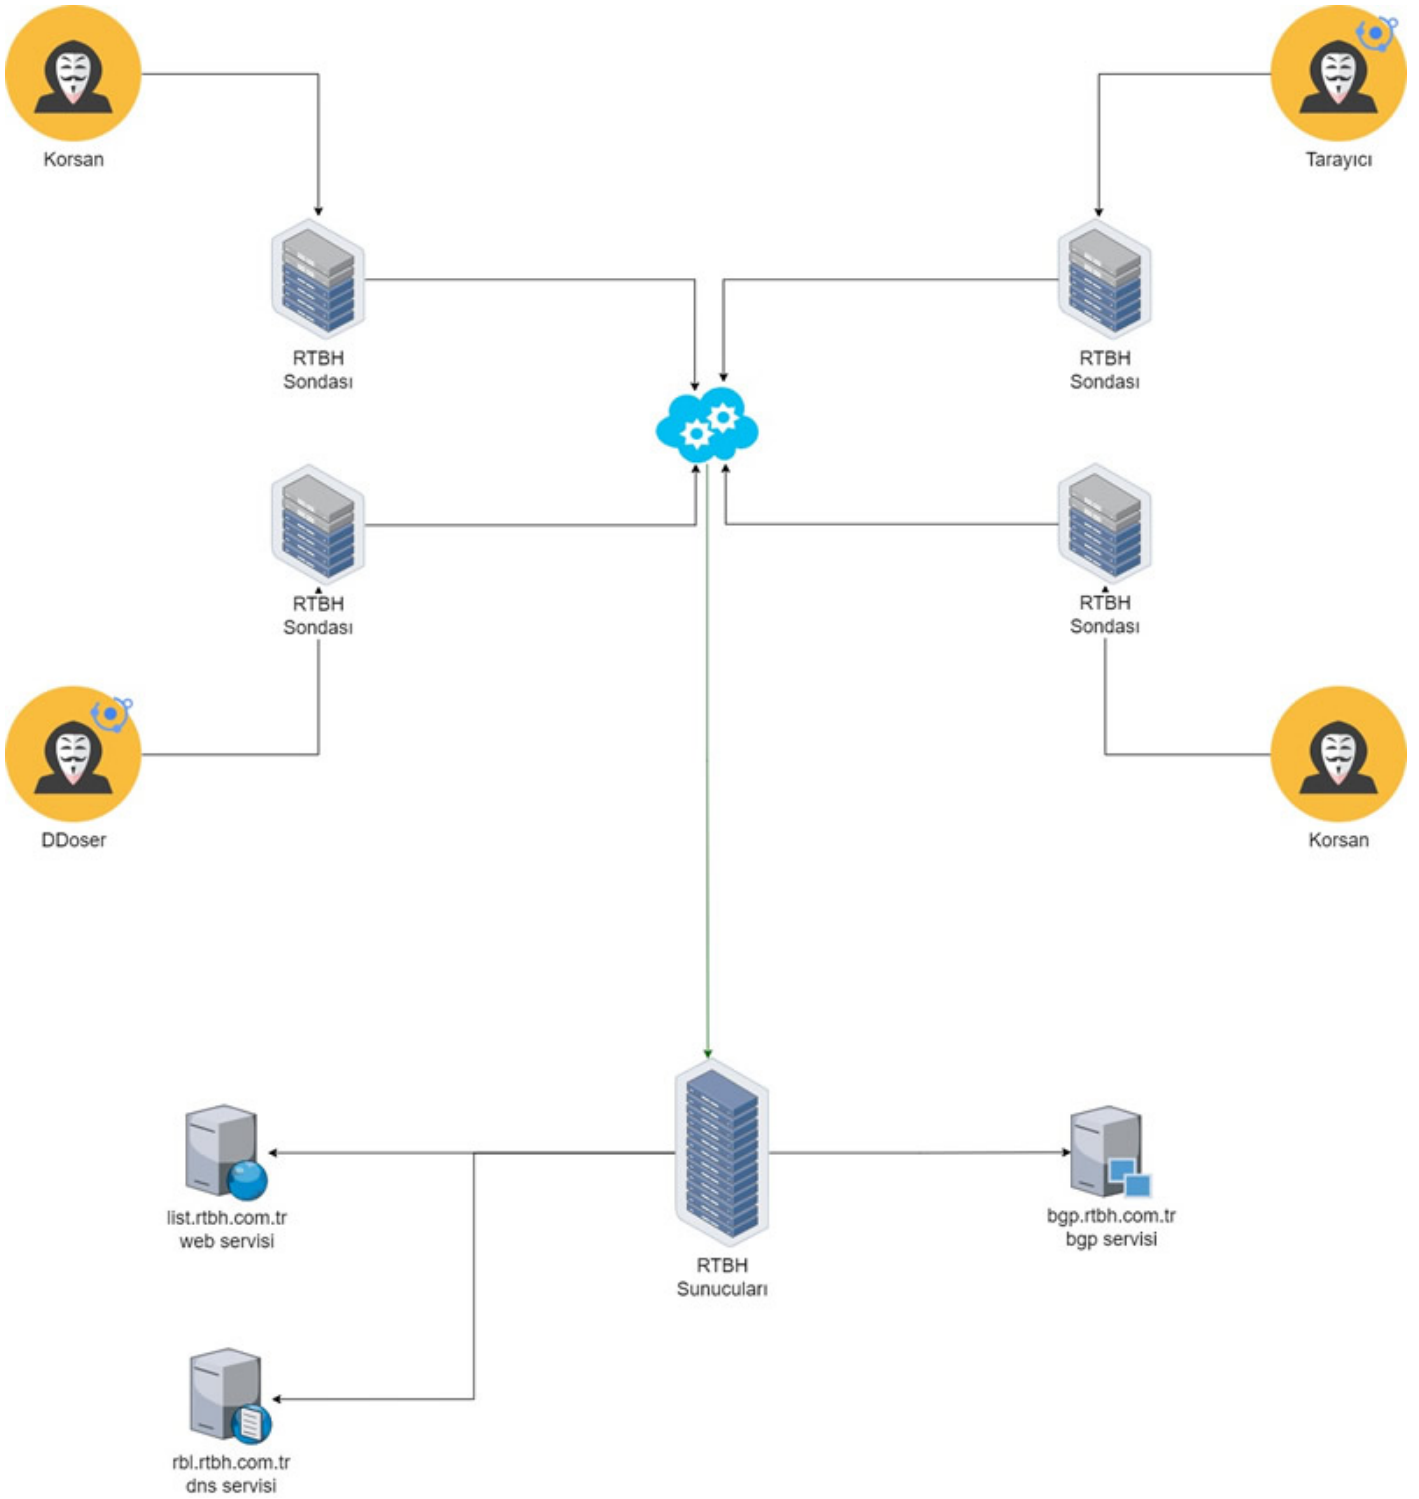 Korsan
Tarayıcı
RTBH
Sondası
RTBH
Sondası
RTBH
Sondası
RTBH
Sondası
DDoser
Korsan
list.rtbh.com.tr
web servisi
RTBH
Sunucuları
bgp.rtbh.com.tr
bgp servisi
rbl.rtbh.com.tr
dns servisi